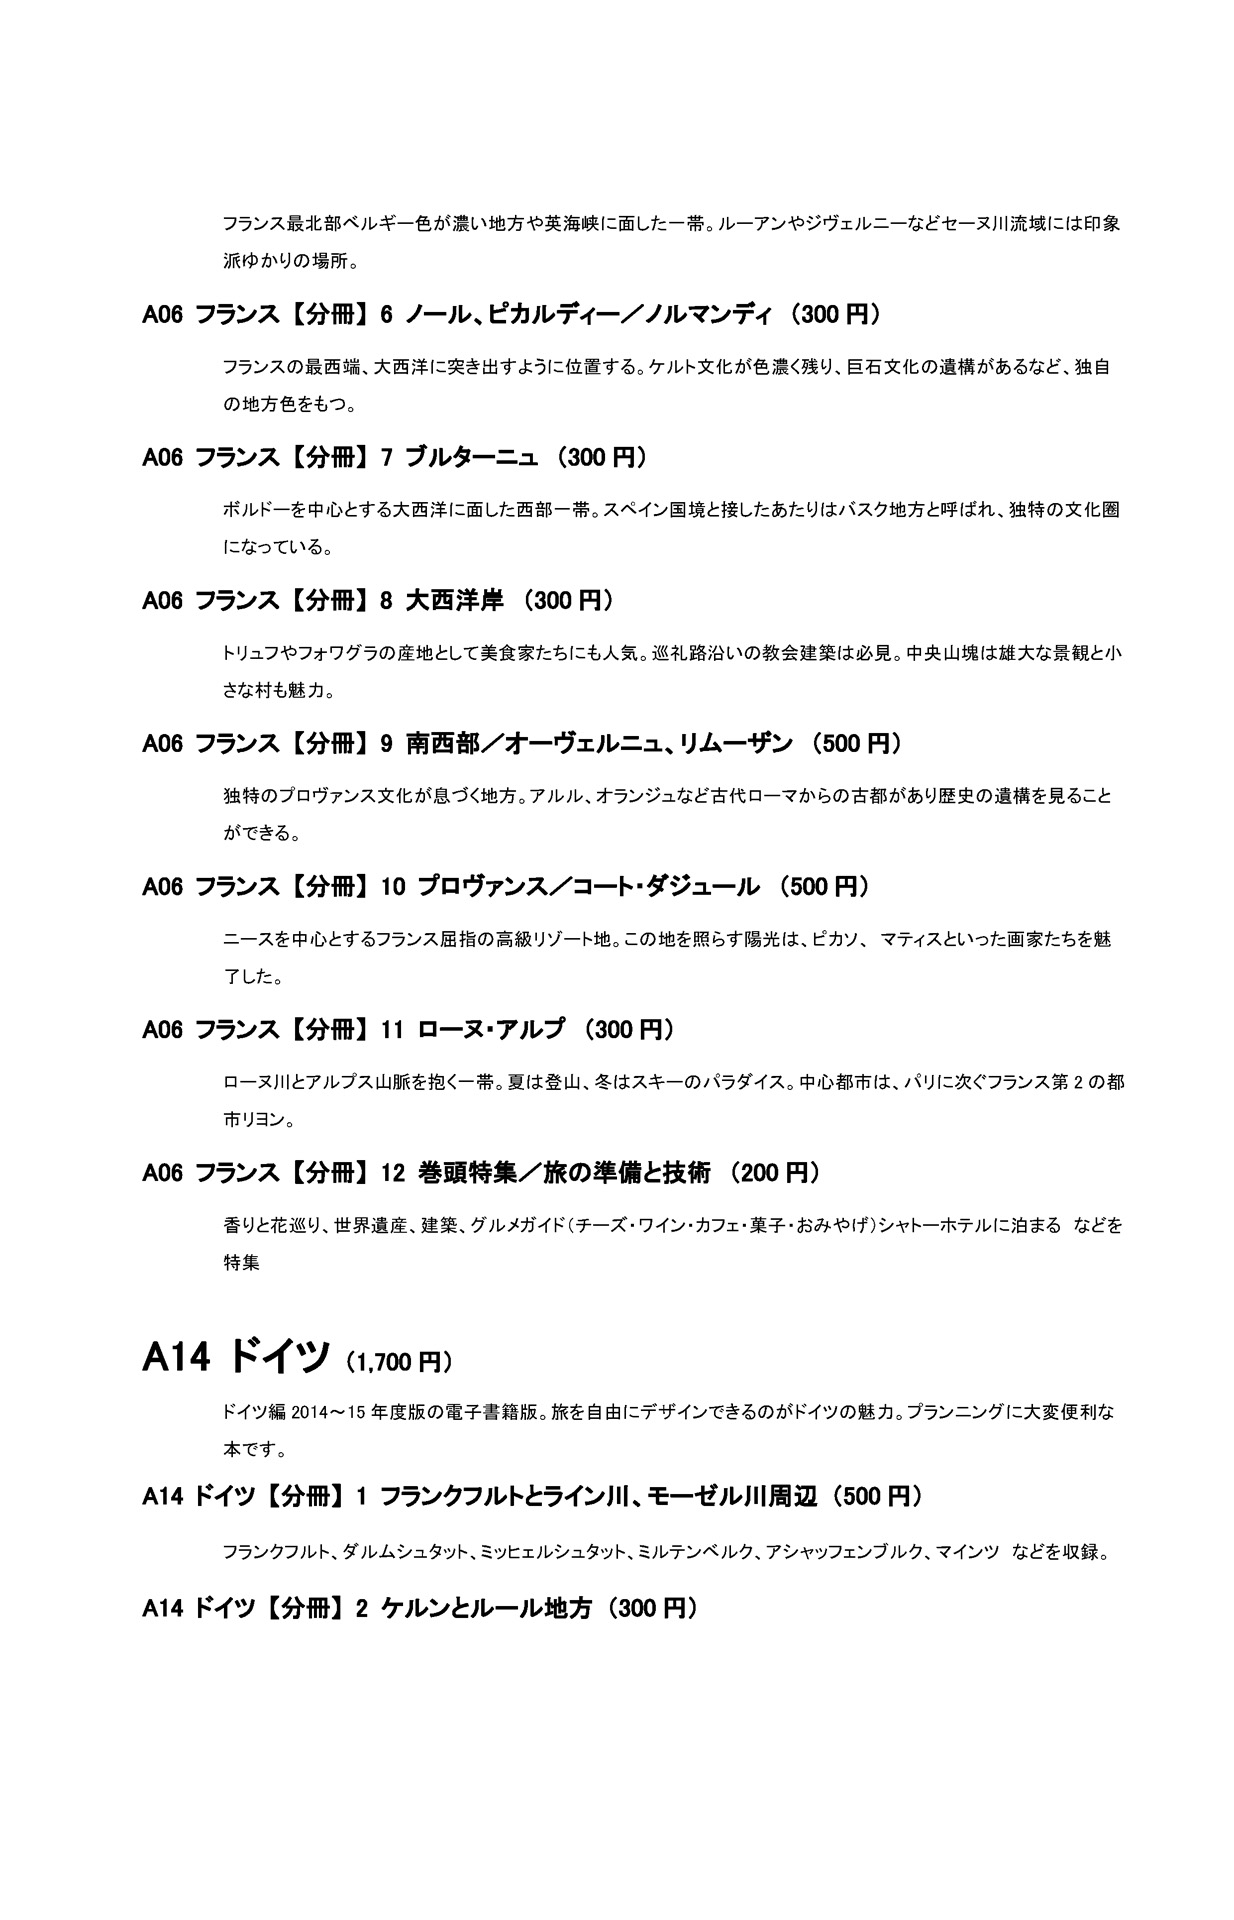 フランス最北部ベルギー色が濃い地方や英海峡に面した一帯。ルーアンやジヴェルニーなどセーヌ川流域には印象
派ゆかりの場所。
A06 フランス【分冊】6 ノール、ピカルディー／ノルマンディ （300 円）
フランスの最西端、大西洋に突き出すように位置する。ケルト文化が色濃く残り、巨石文化の遺構があるなど、独自
の地方色をもつ。
A06 フランス【分冊】7 ブルターニュ （300 円）
ボルドーを中心とする大西洋に面した西部一帯。スペイン国境と接したあたりはバスク地方と呼ばれ、独特の文化圏
になっている。
A06 フランス【分冊】8 大西洋岸 （300 円）
トリュフやフォワグラの産地として美食家たちにも人気。巡礼路沿いの教会建築は必見。中央山塊は雄大な景観と小
さな村も魅力。
A06 フランス【分冊】9 南西部／オーヴェルニュ、リムーザン （500 円）
独特のプロヴァンス文化が息づく地方。アルル、オランジュなど古代ローマからの古都があり歴史の遺構を見ること
ができる。
A06 フランス【分冊】10 プロヴァンス／コート・ダジュール （500 円）
ニースを中心とするフランス屈指の高級リゾート地。この地を照らす陽光は、ピカソ、 マティスといった画家たちを魅
了した。
A06 フランス【分冊】11 ローヌ・アルプ （300 円）
ローヌ川とアルプス山脈を抱く一帯。夏は登山、冬はスキーのパラダイス。中心都市は、パリに次ぐフランス第 2 の都
市リヨン。
A06 フランス【分冊】12 巻頭特集／旅の準備と技術 （200 円）
香りと花巡り、世界遺産、建築、グルメガイド（チーズ・ワイン・カフェ・菓子・おみやげ）シャトーホテルに泊まる などを
特集
A14 ドイツ （1,700 円）
ドイツ編 2014～15 年度版の電子書籍版。旅を自由にデザインできるのがドイツの魅力。プランニングに大変便利な
本です。
A14 ドイツ【分冊】1 フランクフルトとライン川、モーゼル川周辺 （500 円）
フランクフルト、ダルムシュタット、ミッヒェルシュタット、ミルテンベルク、アシャッフェンブルク、マインツ などを収録。
A14 ドイツ【分冊】2 ケルンとルール地方 （300 円）